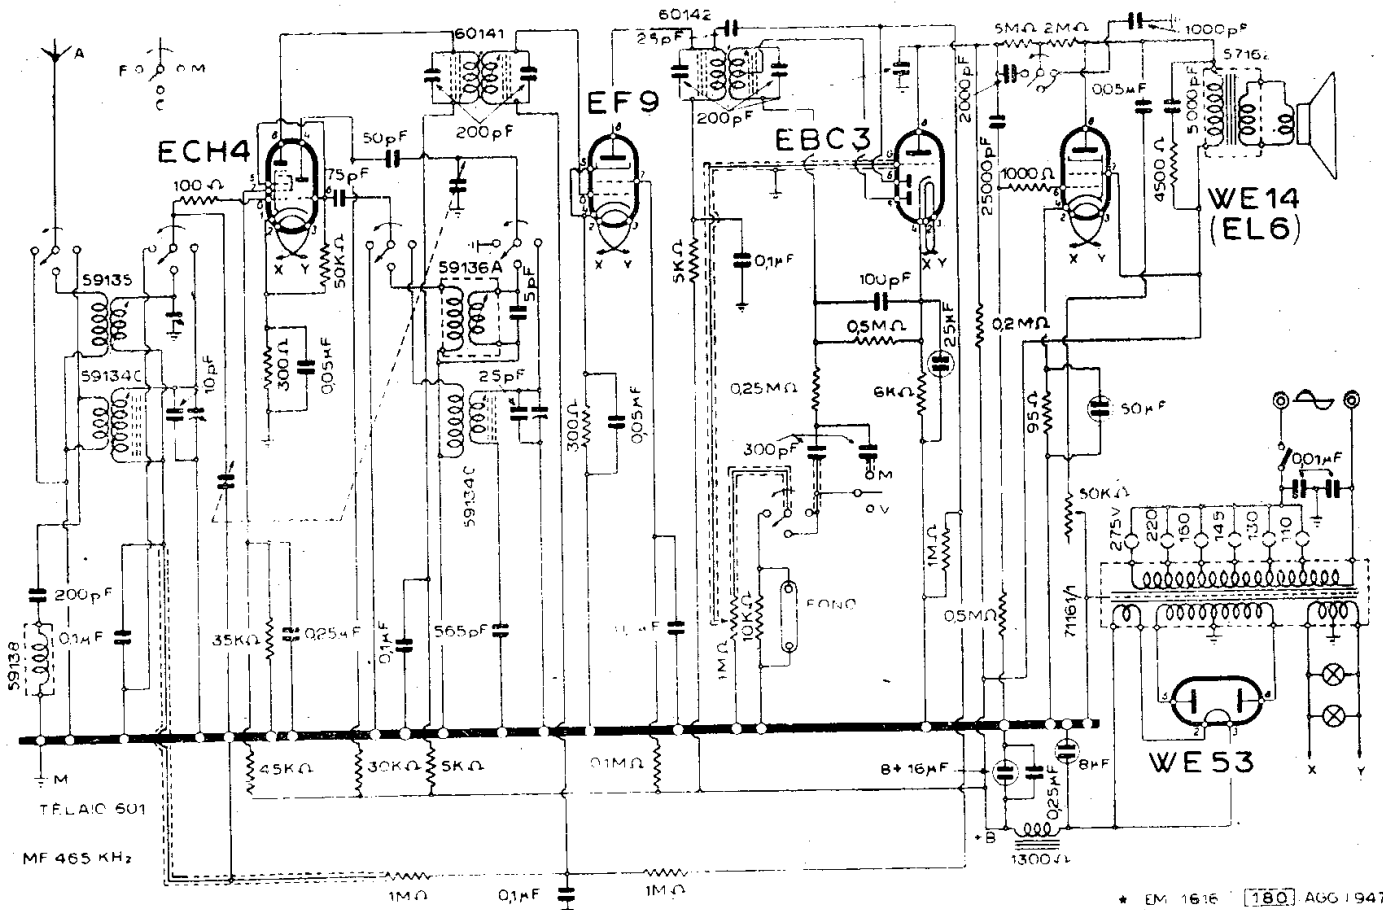 A
F
M
C
60141
60142
25pF
200pF
200pF
ECH4
EF9
EBC3
50pF
75pF
100Ω
2000pF
25000pF
5MΩ
2MΩ
1000pF
57162
0,05µF
5000pF
4500Ω
1000Ω
WE14
(EL6)
X Y
X Y
X Y
X Y
59135
59134C
10pF
300Ω
0,05µF
50KΩ
59136A
5pF
25pF
59134C
300Ω
0,05µF
5KΩ
0,1µF
100pF
0,5MΩ
25µF
0,25MΩ
6KΩ
300pF
M
V
0,2MΩ
95Ω
50µF
50KΩ
0,01µF
275V
220
160
145
130
110
200pF
59138
0,1µF
35KΩ
0,25µF
0,1µF
565pF
1MΩ
10KΩ
FONO
1MΩ
0,5MΩ
71161/1
WE53
M
45KΩ
30KΩ
5KΩ
0,1MΩ
8+16µF
0,25µF
8µF
X
Y
TELAIO 601
MF 465 KHz
+B
1300Ω
1MΩ
0,1µF
1MΩ
* EM 1616 180 AGO 1947